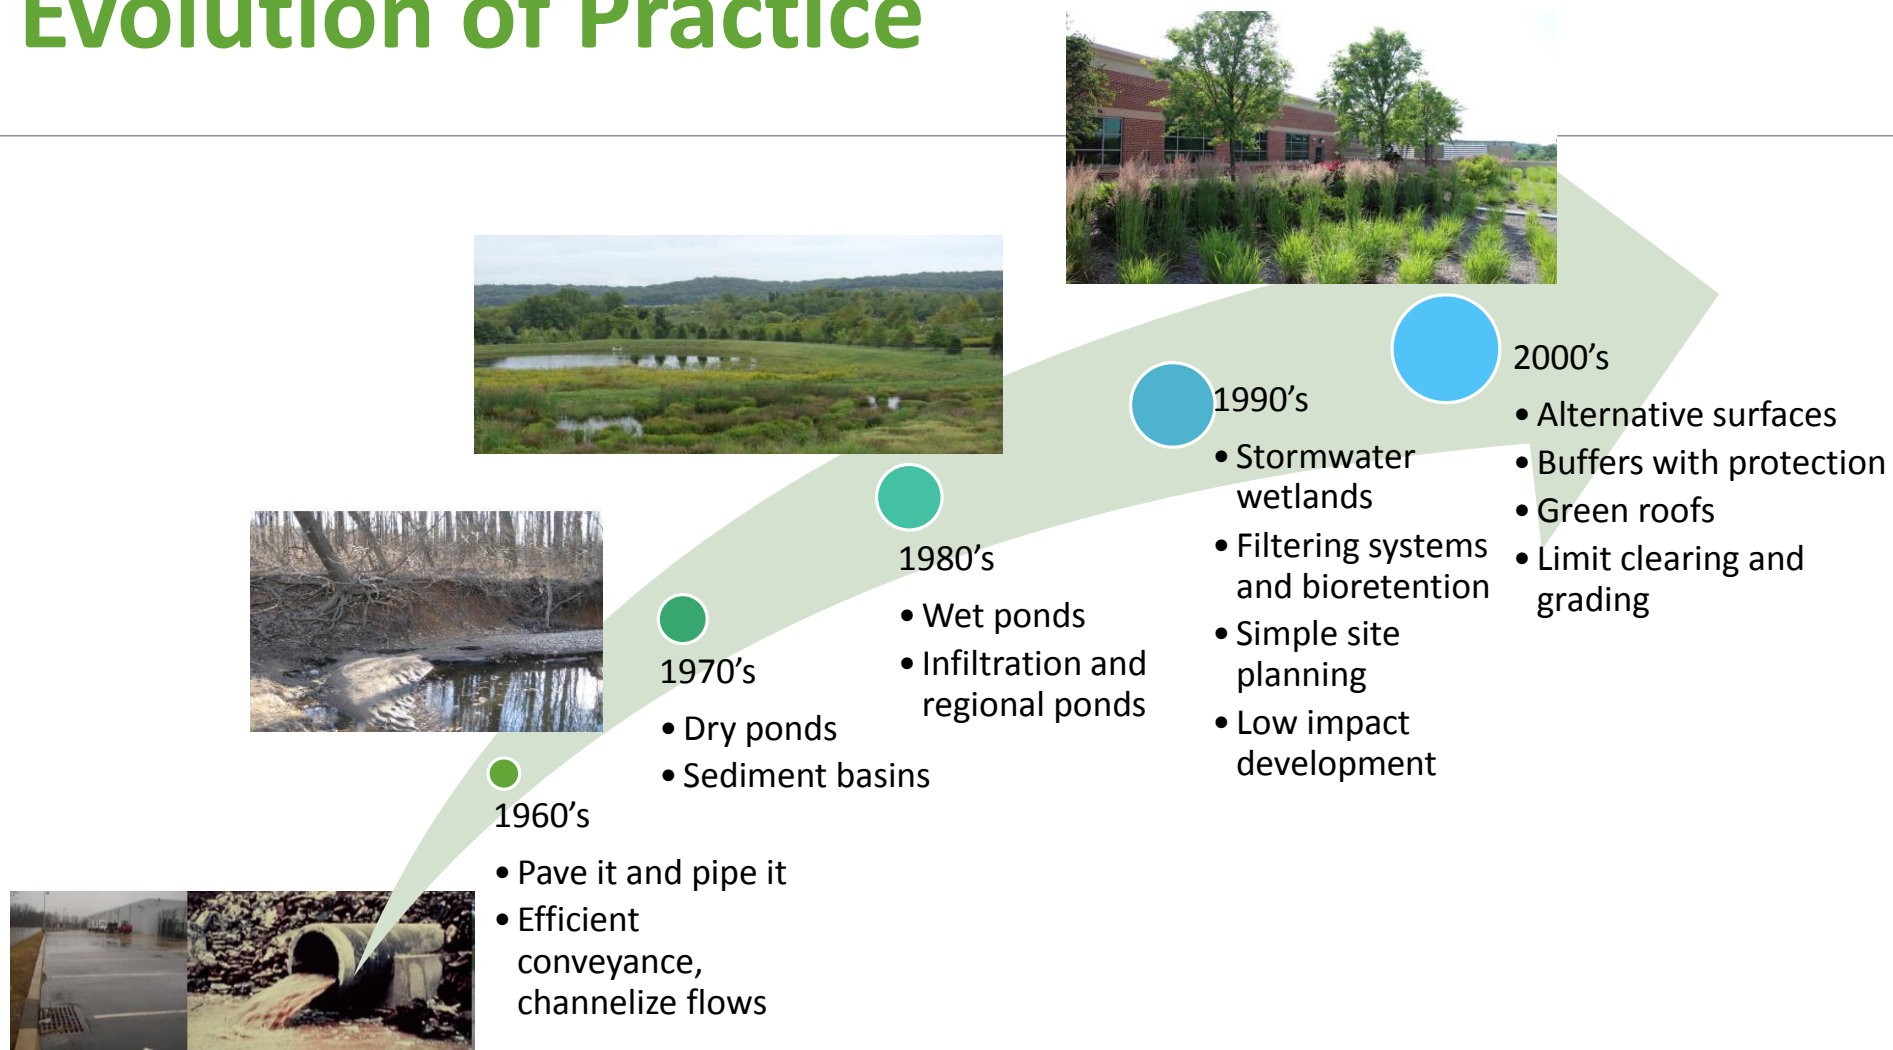 Evolution of Practice
1960’s
• Pave it and pipe it
• Efficient
conveyance,
channelize flows
1970’s
• Dry ponds
• Sediment basins
1980’s
• Wet ponds
• Infiltration and
regional ponds
1990’s
• Stormwater
wetlands
• Filtering systems
and bioretention
• Simple site
planning
• Low impact
development
2000’s
• Alternative surfaces
• Buffers with protection
• Green roofs
• Limit clearing and
grading